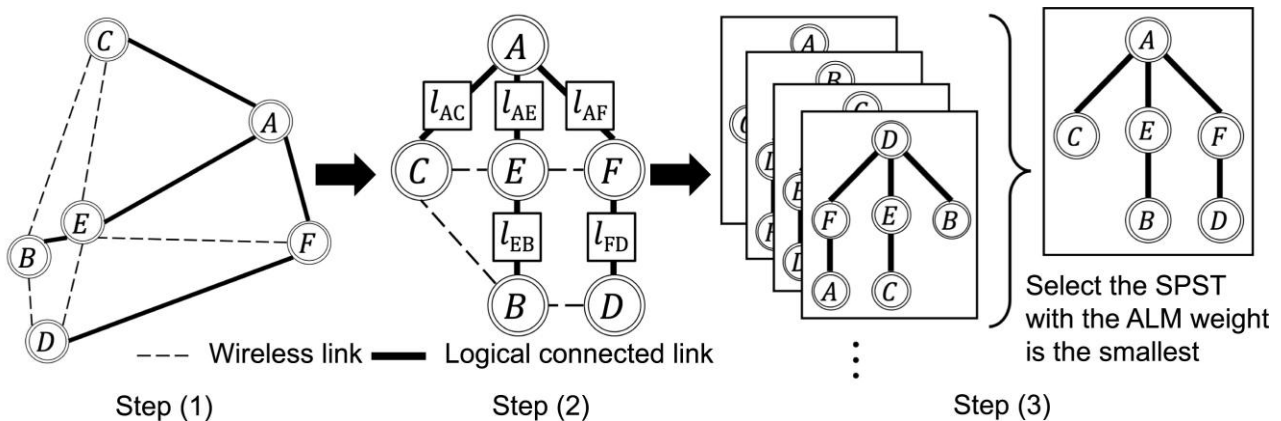 C
A
E
B
F
D
Wireless link
Logical connected link
Step (1)
A
l_AC l_AE l_AF
C E F
l_EB l_FD
B D
Step (2)
A
B
C
D
F E B
A C
A
C E F
B D
Select the SPST
with the ALM weight
is the smallest
Step (3)